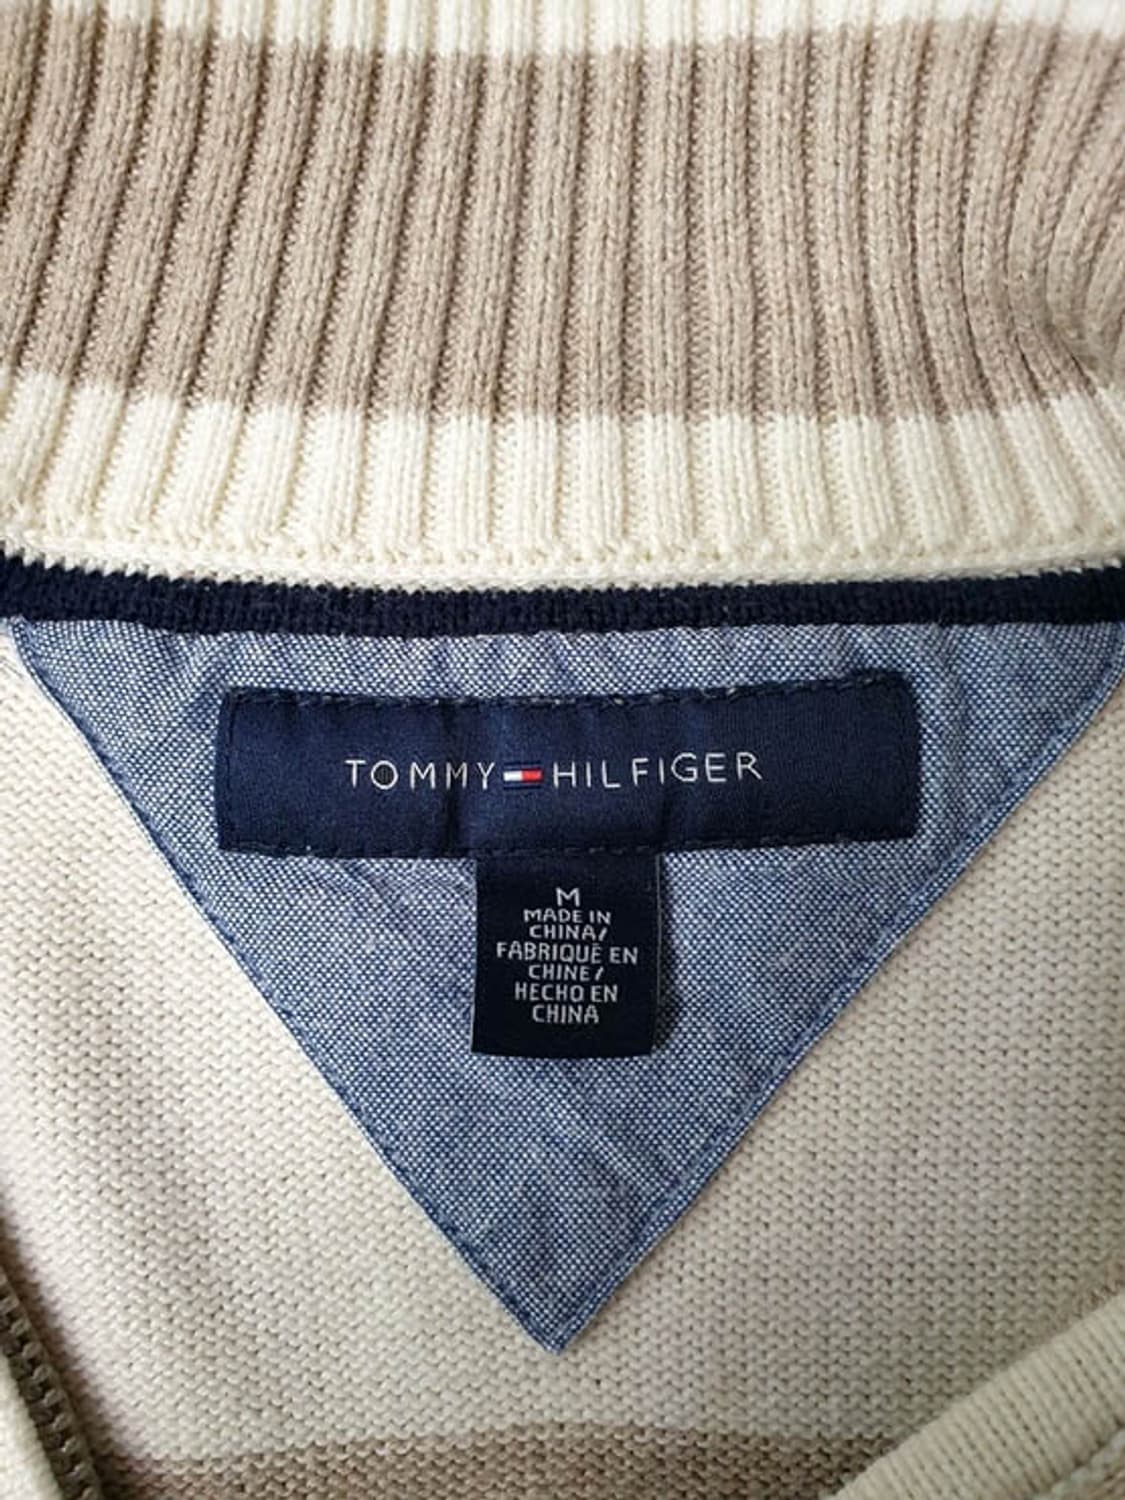 TOMMY HILFIGER
M
MADE IN
CHINA/
FABRIQUÉ EN
CHINE/
HECHO EN
CHINA